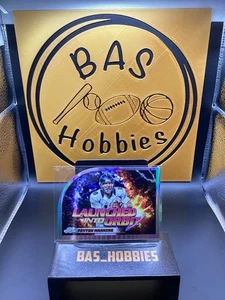 BAS
Hobbies
LAUNCHED
INTO
ORBIT
PEYTON MANNING
BAS_HOBBIES